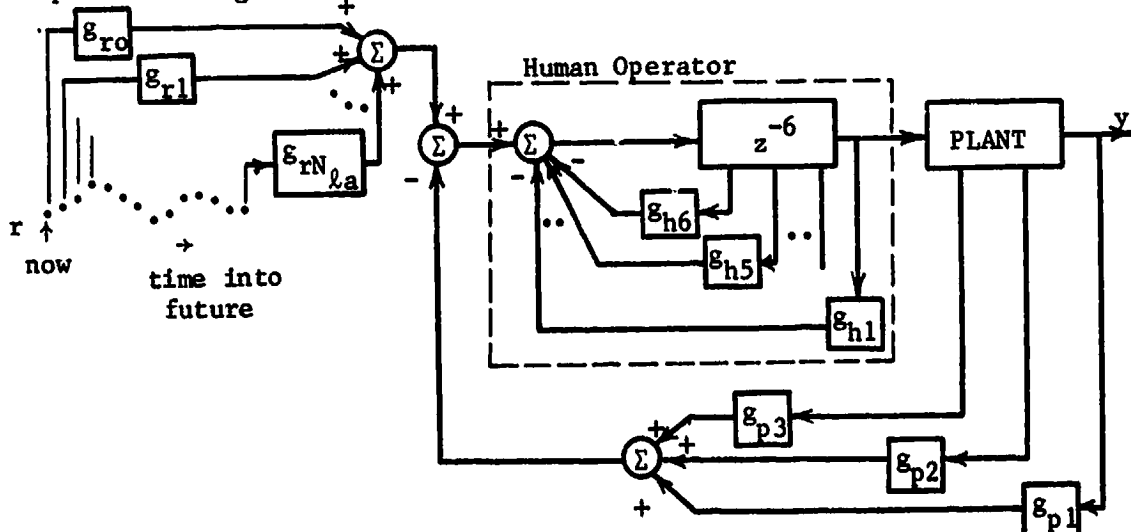 g_ro
+
Σ
g_r1
+
+
g_rN_ℓa
r
now
time into
future
Human Operator
+
Σ
-
+
Σ
-
-
z^-6
g_h6
g_h5
g_h1
PLANT
y
g_p3
+
+
Σ
g_p2
+
g_p1